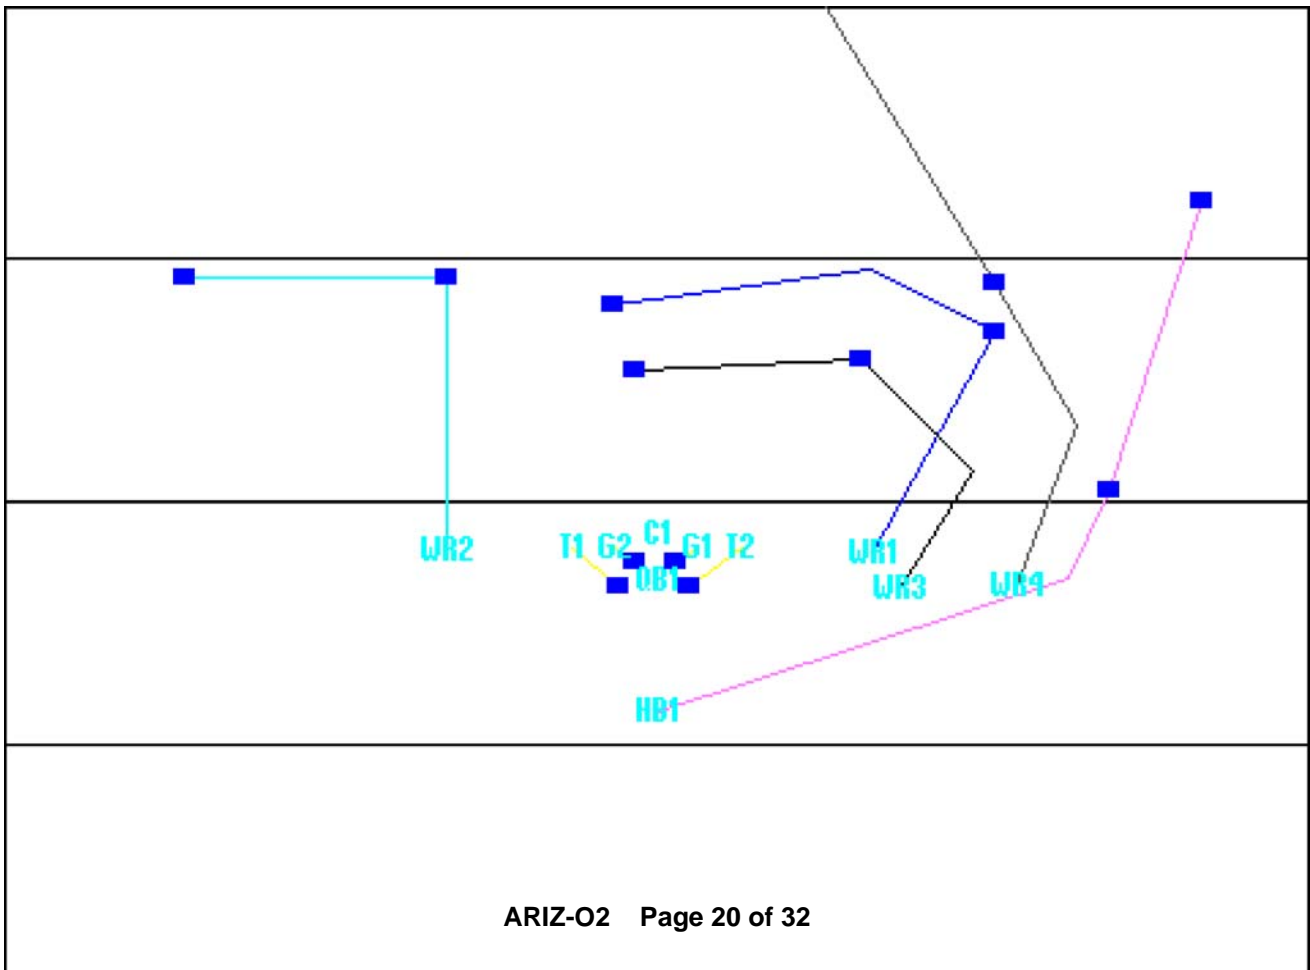 C1
T1 G2 G1 T2
WR2 WR1
QB1 WR3 WR4
HB1
ARIZ-O2 Page 20 of 32